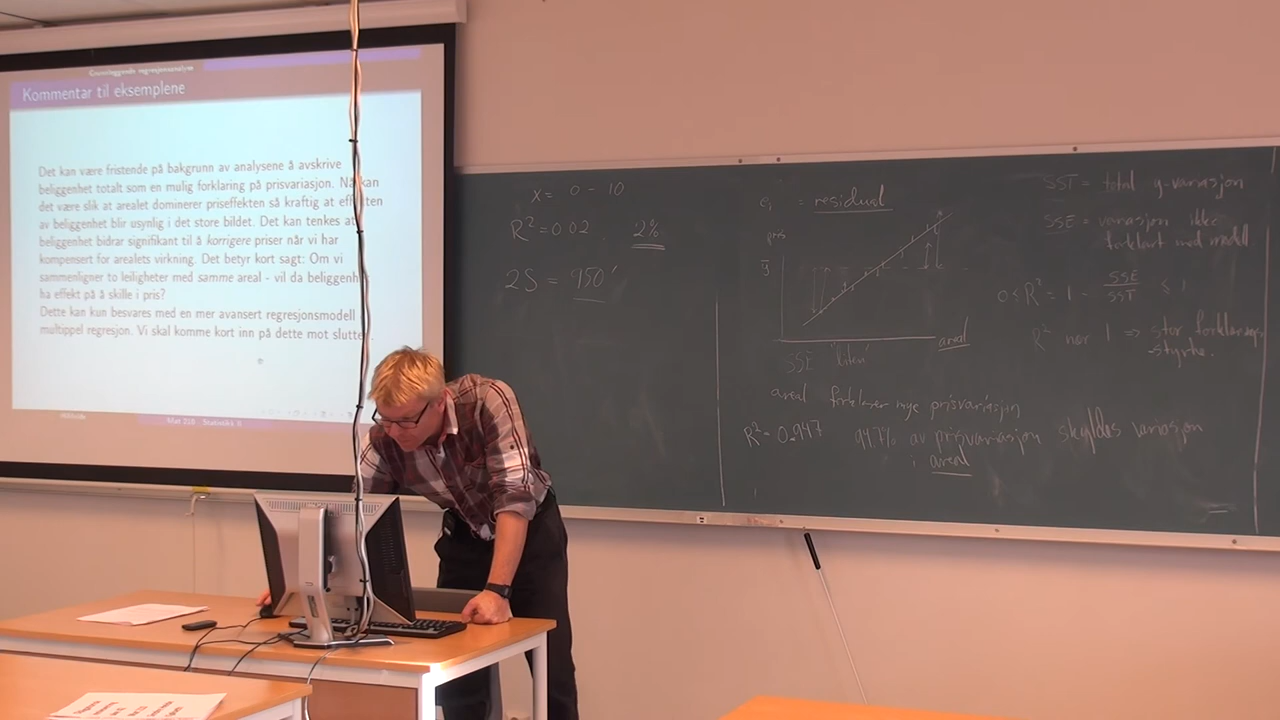 Grunnleggende regresjonsanalyse
Kommentar til eksemplene
Det kan være fristende på bakgrunn av analysene å avskrive
beliggenhet totalt som en mulig forklaring på prisvariasjon. Nå kan
det være slik at arealet dominerer priseffekten så kraftig at effekten
av beliggenhet blir usynlig i det store bildet. Det kan tenkes at
beliggenhet bidrar signifikant til å korrigere priser når vi har
kompensert for arealets virkning. Det betyr kort sagt: Om vi
sammenligner to leiligheter med samme areal - vil da beliggenh
ha effekt på å skille i pris?
Dette kan kun besvares med en mer avansert regresjonsmodell
multippel regresjon. Vi skal komme kort inn på dette mot slutte
Mat 210 Statistikk II
x = 0 - 10
R² = 0.02 2%
2S = 950'
eᵢ = residual
pris
ȳ
areal
SSE "liten"
areal forklarer mye prisvariasjon
R² = 0.947 94.7% av prisvariasjon skyldes variasjon
i areal
SST = total y-variasjon
SSE = variasjon ikke
forklart med modell
0 ≤ R² = 1 - SSE/SST ≤ 1
R² nær 1 ⇒ stor forklarings
-styrke.